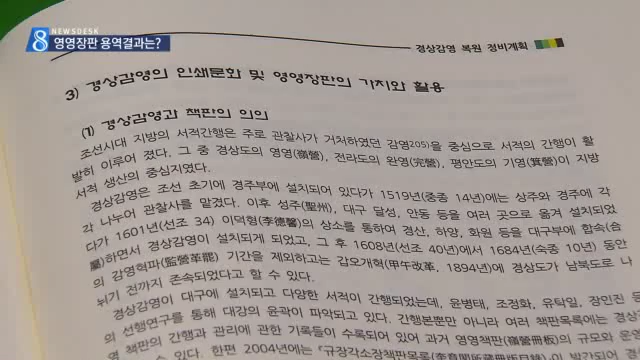 NEWSDESK
8 영영장판 용역결과는?
경상감영 복원 정비계획
3) 경상감영의 인쇄문화 및 영영장판의 가치와 활용
(1) 경상감영과 책판의 의의
조선시대 지방의 서적간행은 주로 관찰사가 거처하였던 감영205)을 중심으로 서적의 간행이 활
발히 이루어 졌다. 그 중 경상도의 영영(嶺營), 전라도의 완영(完營), 평안도의 기영(箕營)이 지방
서적 생산의 중심지였다.
경상감영은 조선 초기에 경주부에 설치되어 있다가 1519년(중종 14년)에는 상주와 경주에 각
각 나누어 관찰사를 맡겼다. 이후 성주(星州), 대구 달성, 안동 등을 여러 곳으로 옮겨 설치되었
다가 1601년(선조 34) 이덕형(李德馨)의 상소를 통하여 경산, 하양, 화원 등을 대구부에 합속(合
屬)하면서 경상감영이 설치되게 되었고, 그 후 1608년(선조 40년)에서 1684년(숙종 10년) 동안
의 감영혁파(監營革罷) 기간을 제외하고는 갑오개혁(甲午改革, 1894년)에 경상도가 남북도로 나
뉘기 전까지 존속되었다고 할 수 있다.
경상감영이 대구에 설치되고 다양한 서적이 간행되었는데, 윤병태, 조정화, 유탁일, 장인진 등
의 선행연구를 통해 대강의 윤곽이 파악되고 있다. 간행본뿐만 아니라 여러 책판목록에는 경상
영 책판의 간행과 관리에 관한 기록들이 수록되어 있어 과거 영영책판(嶺營冊板)의 규모와 운
수 있다. 한편 2004년에는 『규장각소장책판목록